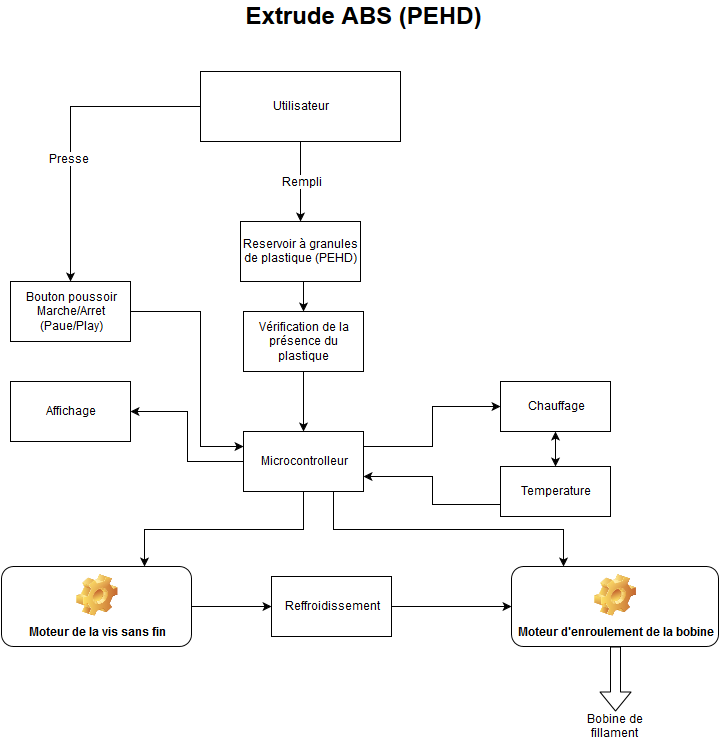 Extrude ABS (PEHD)
Utilisateur
Presse
Rempli
Reservoir à granules
de plastique (PEHD)
Bouton poussoir
Marche/Arret
(Paue/Play)
Vérification de la
présence du
plastique
Affichage
Chauffage
Microcontrolleur
Temperature
Moteur de la vis sans fin
Reffroidissement
Moteur d'enroulement de la bobine
Bobine de
fillament